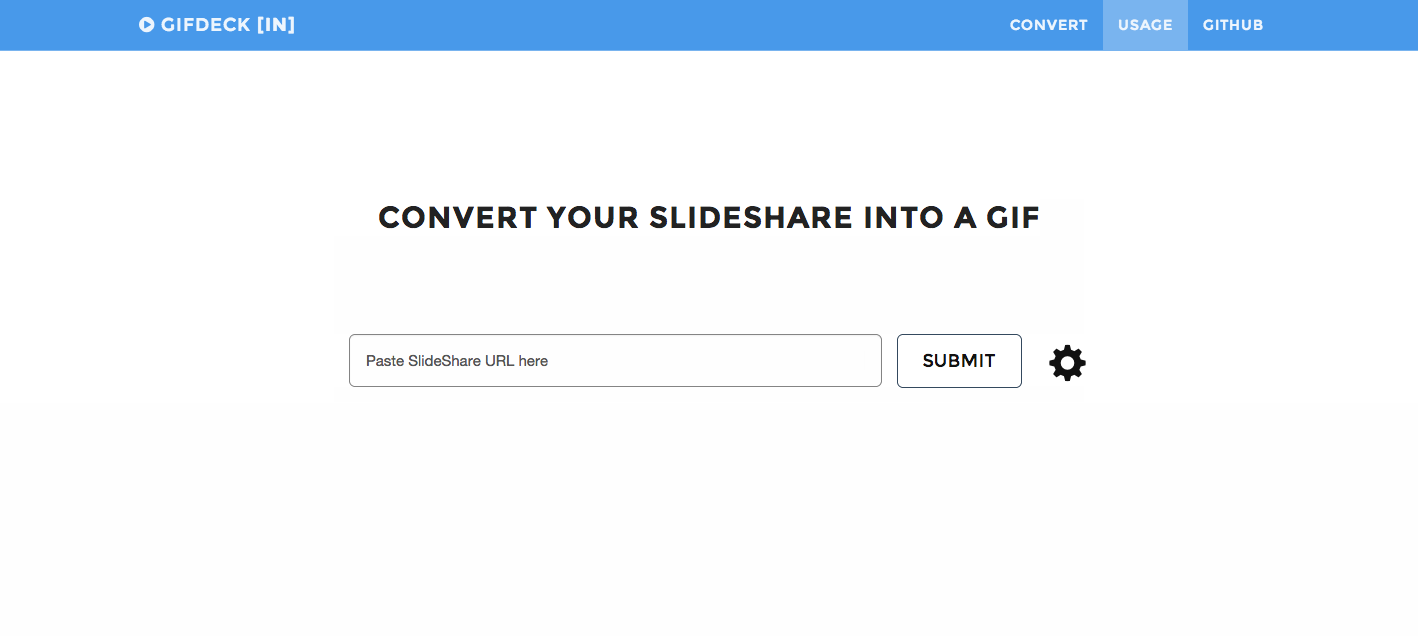 GIFDECK [IN]
CONVERT USAGE GITHUB
CONVERT YOUR SLIDESHARE INTO A GIF
Paste SlideShare URL here
SUBMIT